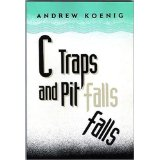 ANDREW KOENIG
C Traps
and Pit falls
falls